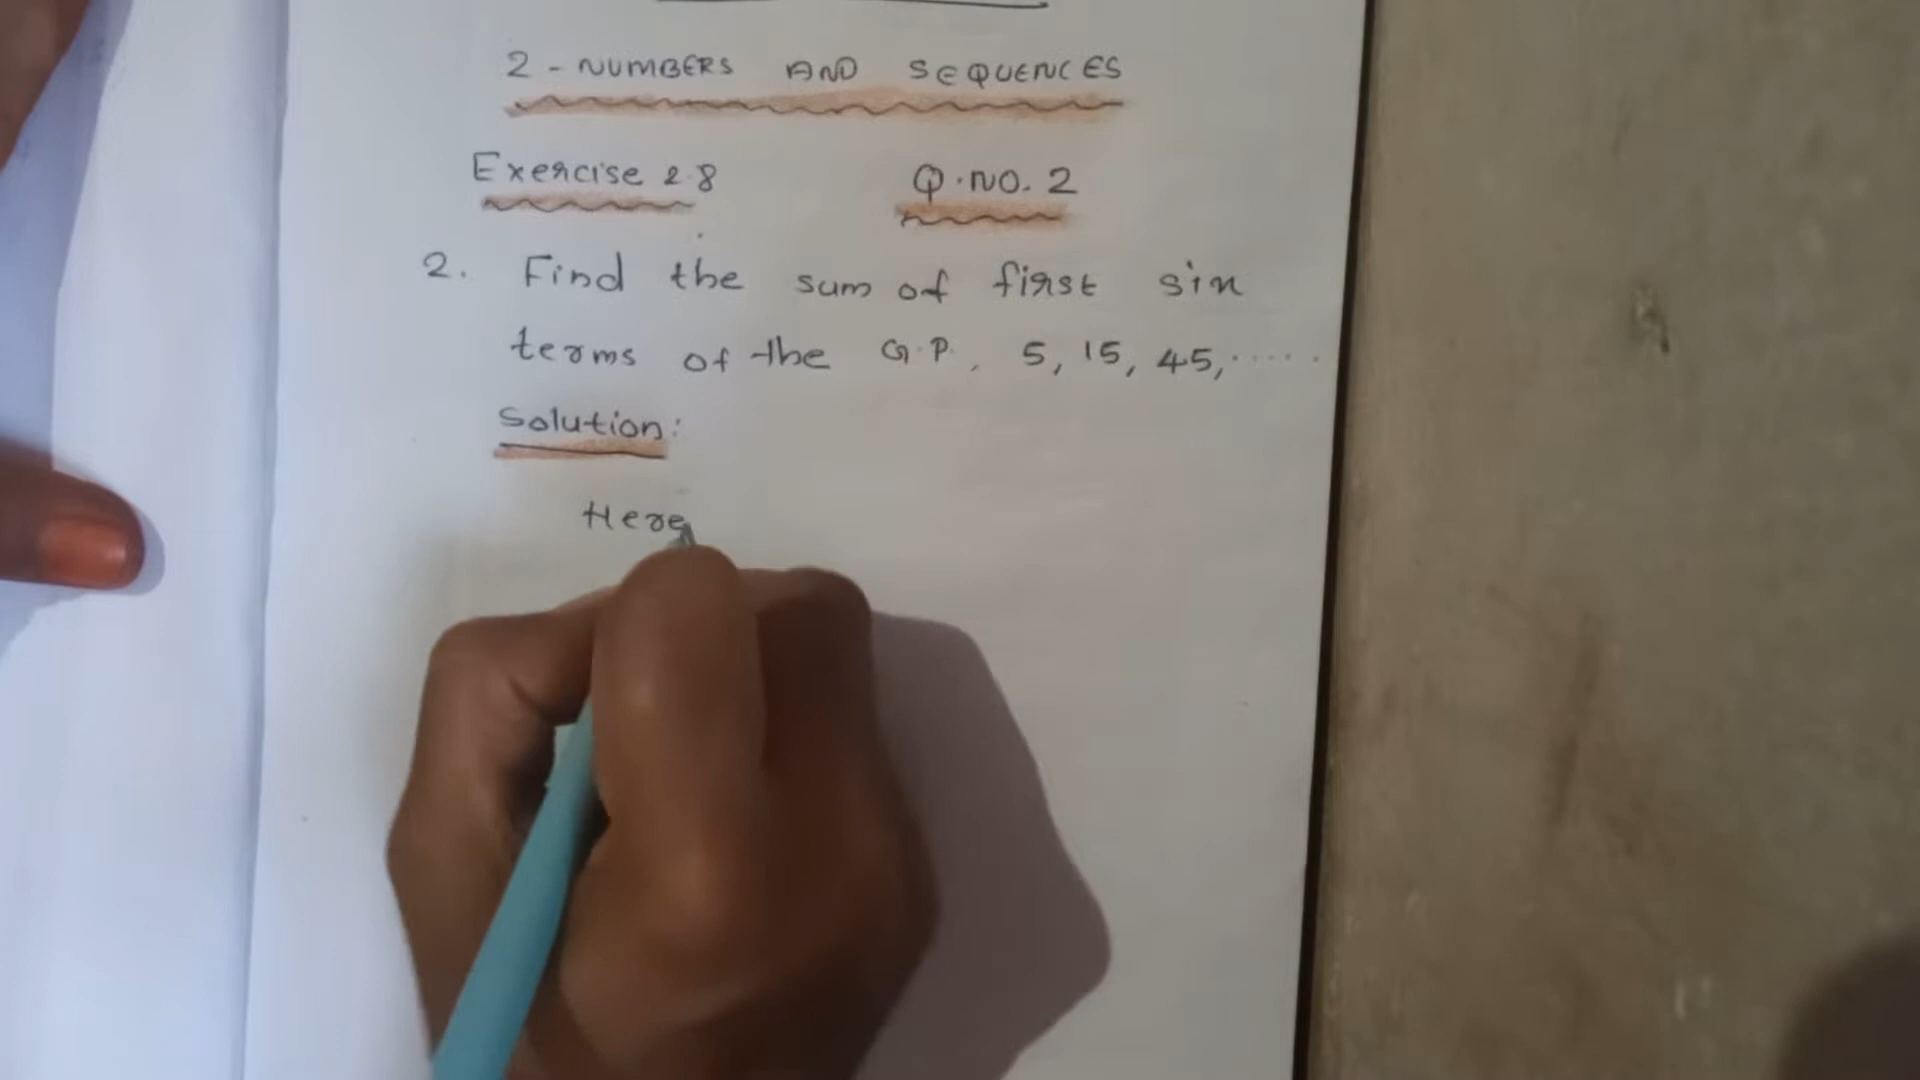 2 - NUMBERS AND SEQUENCES
Exercise 2.8 Q.NO. 2
2. Find the sum of first six
terms of the G.P. 5, 15, 45, .....
Solution:
Here